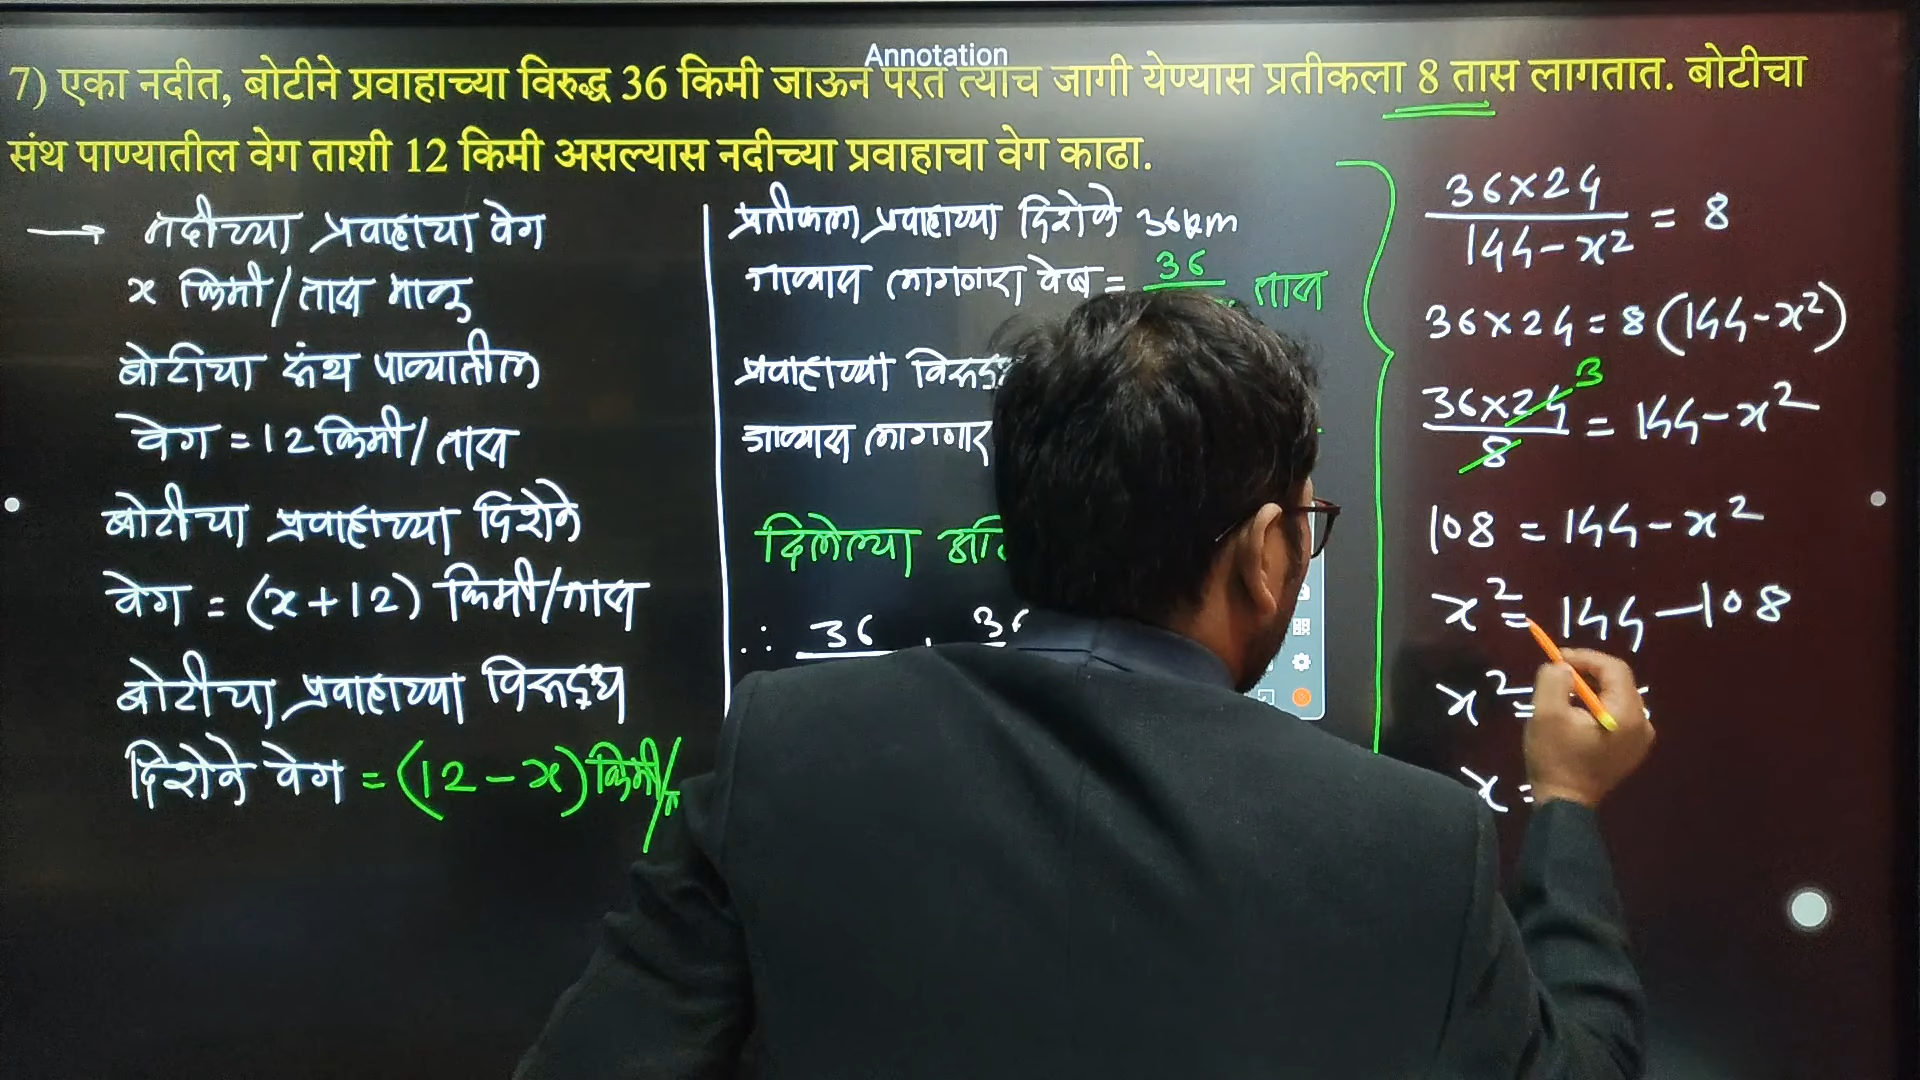 Annotation
7) एका नदीत, बोटीने प्रवाहाच्या विरुद्ध 36 किमी जाऊन परत त्याच जागी येण्यास प्रतीकला 8 तास लागतात. बोटीचा
संथ पाण्यातील वेग ताशी 12 किमी असल्यास नदीच्या प्रवाहाचा वेग काढा.
→ नदीच्या प्रवाहाचा वेग
x किमी/तास मानू
बोटीचा संथ पाण्यातील
वेग = 12 किमी/तास
बोटीचा प्रवाहाच्या दिशेने
वेग = (x+12) किमी/तास
बोटीचा प्रवाहाच्या विरूद्ध
दिशेने वेग = (12-x) किमी/
प्रतीकला प्रवाहाच्या दिशेने 36km
जाण्यास लागणारा वेळ = 36 तास
प्रवाहाच्या विरूद्ध
जाण्यास लागणार
दिलेल्या
∴ 36
36×24
/ 144-x² = 8
36×24 = 8(144-x²)
36×24 3
/ 8 = 144-x²
108 = 144-x²
x² = 144-108
x² =
x =